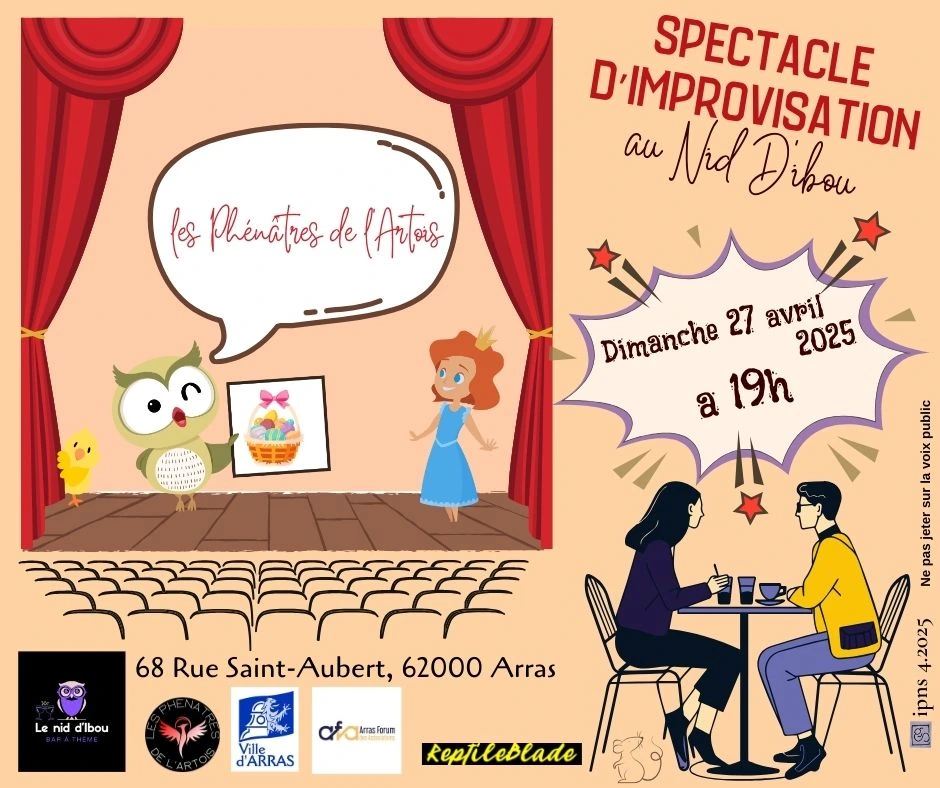 SPECTACLE
D'IMPROVISATION
au Nid D'ibou
les Phénâtres de l'Artois
Dimanche 27 avril
2025
a 19h
Ne pas jeter sur la voix public
ipns 4.2025
68 Rue Saint-Aubert, 62000 Arras
Le nid d'Ibou
BAR À THÈME
LES PHENATRES
DE L'ARTOIS
Ville
d'ARRAS
afa
Arras Forum
des Associations
ReptileBlade